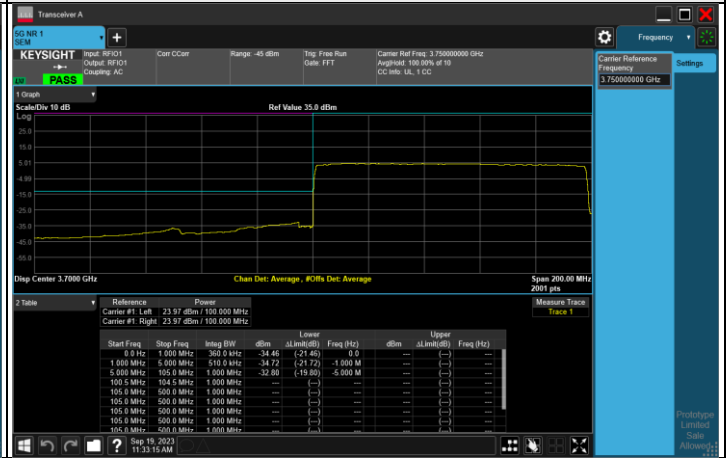 Transceiver A
5G NR 1
SEM
+
Frequency
KEYSIGHT
PASS
Input: RFIO1
Output: RFIO1
Coupling: AC
Corr CCorr
Range: -45 dBm
Trig: Free Run
Gate: FFT
Carrier Ref Freq: 3.750000000 GHz
Avg|Hold: 100.00% of 10
CC Info: UL, 1 CC
Carrier Reference
Frequency
3.750000000 GHz
Settings
1 Graph
Scale/Div 10 dB
Ref Value 35.0 dBm
Log
25.0
15.0
5.01
-4.99
-15.0
-25.0
-35.0
-45.0
-55.0
Disp Center 3.7000 GHz
Chan Det: Average, #Offs Det: Average
Span 200.00 MHz
2001 pts
2 Table
Measure Trace
Trace 1
Reference Power
Carrier #1: Left 23.97 dBm / 100.000 MHz
Carrier #1: Right 23.97 dBm / 100.000 MHz
Lower Upper
Start Freq Stop Freq Integ BW dBm ΔLimit(dB) Freq (Hz) dBm ΔLimit(dB) Freq (Hz)
0.0 Hz 1.000 MHz 360.0 kHz -34.46 (-21.46) 0.0 --- (---) ---
1.000 MHz 5.000 MHz 510.0 kHz -34.72 (-21.72) -1.000 M --- (---) ---
5.000 MHz 105.0 MHz 1.000 MHz -32.80 (-19.80) -5.000 M --- (---) ---
100.5 MHz 104.5 MHz 1.000 MHz --- (---) --- --- (---) ---
105.0 MHz 500.0 MHz 1.000 MHz --- (---) --- --- (---) ---
105.0 MHz 500.0 MHz 1.000 MHz --- (---) --- --- (---) ---
105.0 MHz 500.0 MHz 1.000 MHz --- (---) --- --- (---) ---
105.0 MHz 500.0 MHz 1.000 MHz --- (---) --- --- (---) ---
105.0 MHz 500.0 MHz 1.000 MHz --- (---) --- --- (---) ---
?
Sep 19, 2023
11:33:15 AM
Prototype
Limited
Sale
Allowed